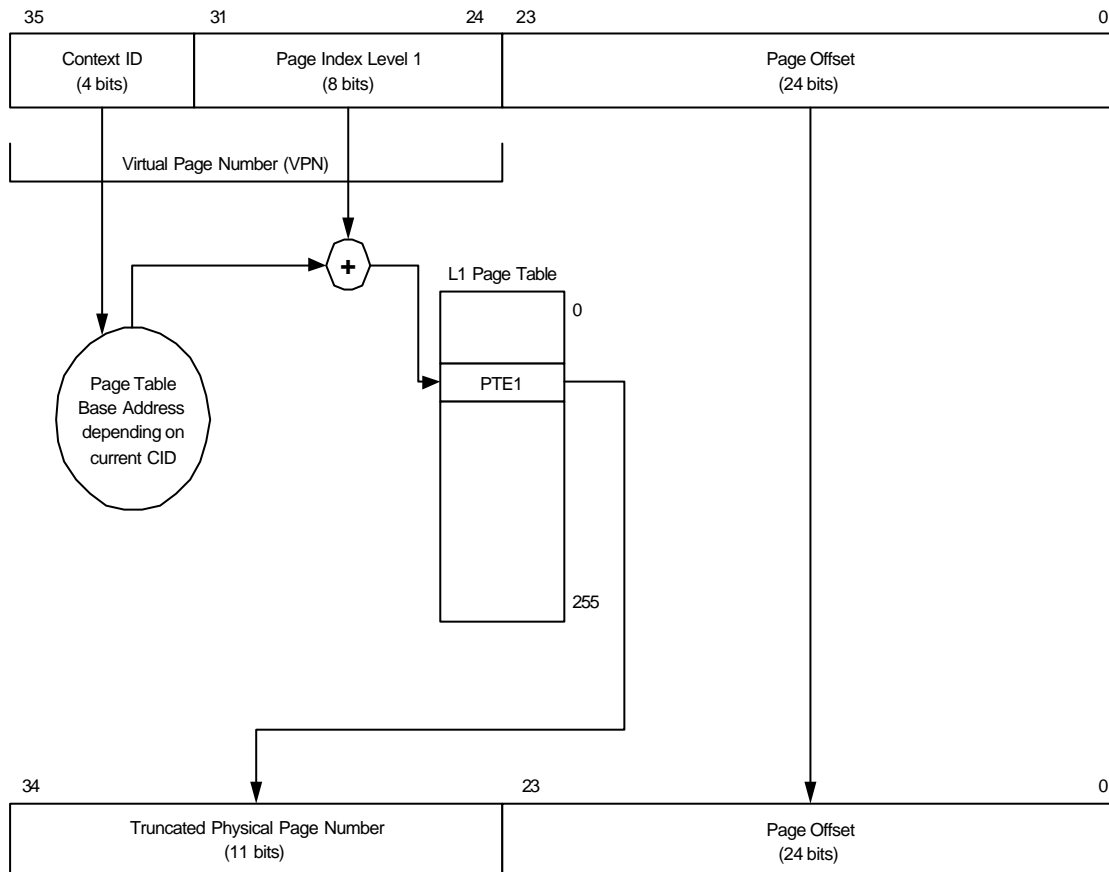 35
31
24
23
0
Context ID
(4 bits)
Page Index Level 1
(8 bits)
Page Offset
(24 bits)
Virtual Page Number (VPN)
+
L1 Page Table
0
PTE1
Page Table
Base Address
depending on
current CID
255
34
23
0
Truncated Physical Page Number
(11 bits)
Page Offset
(24 bits)